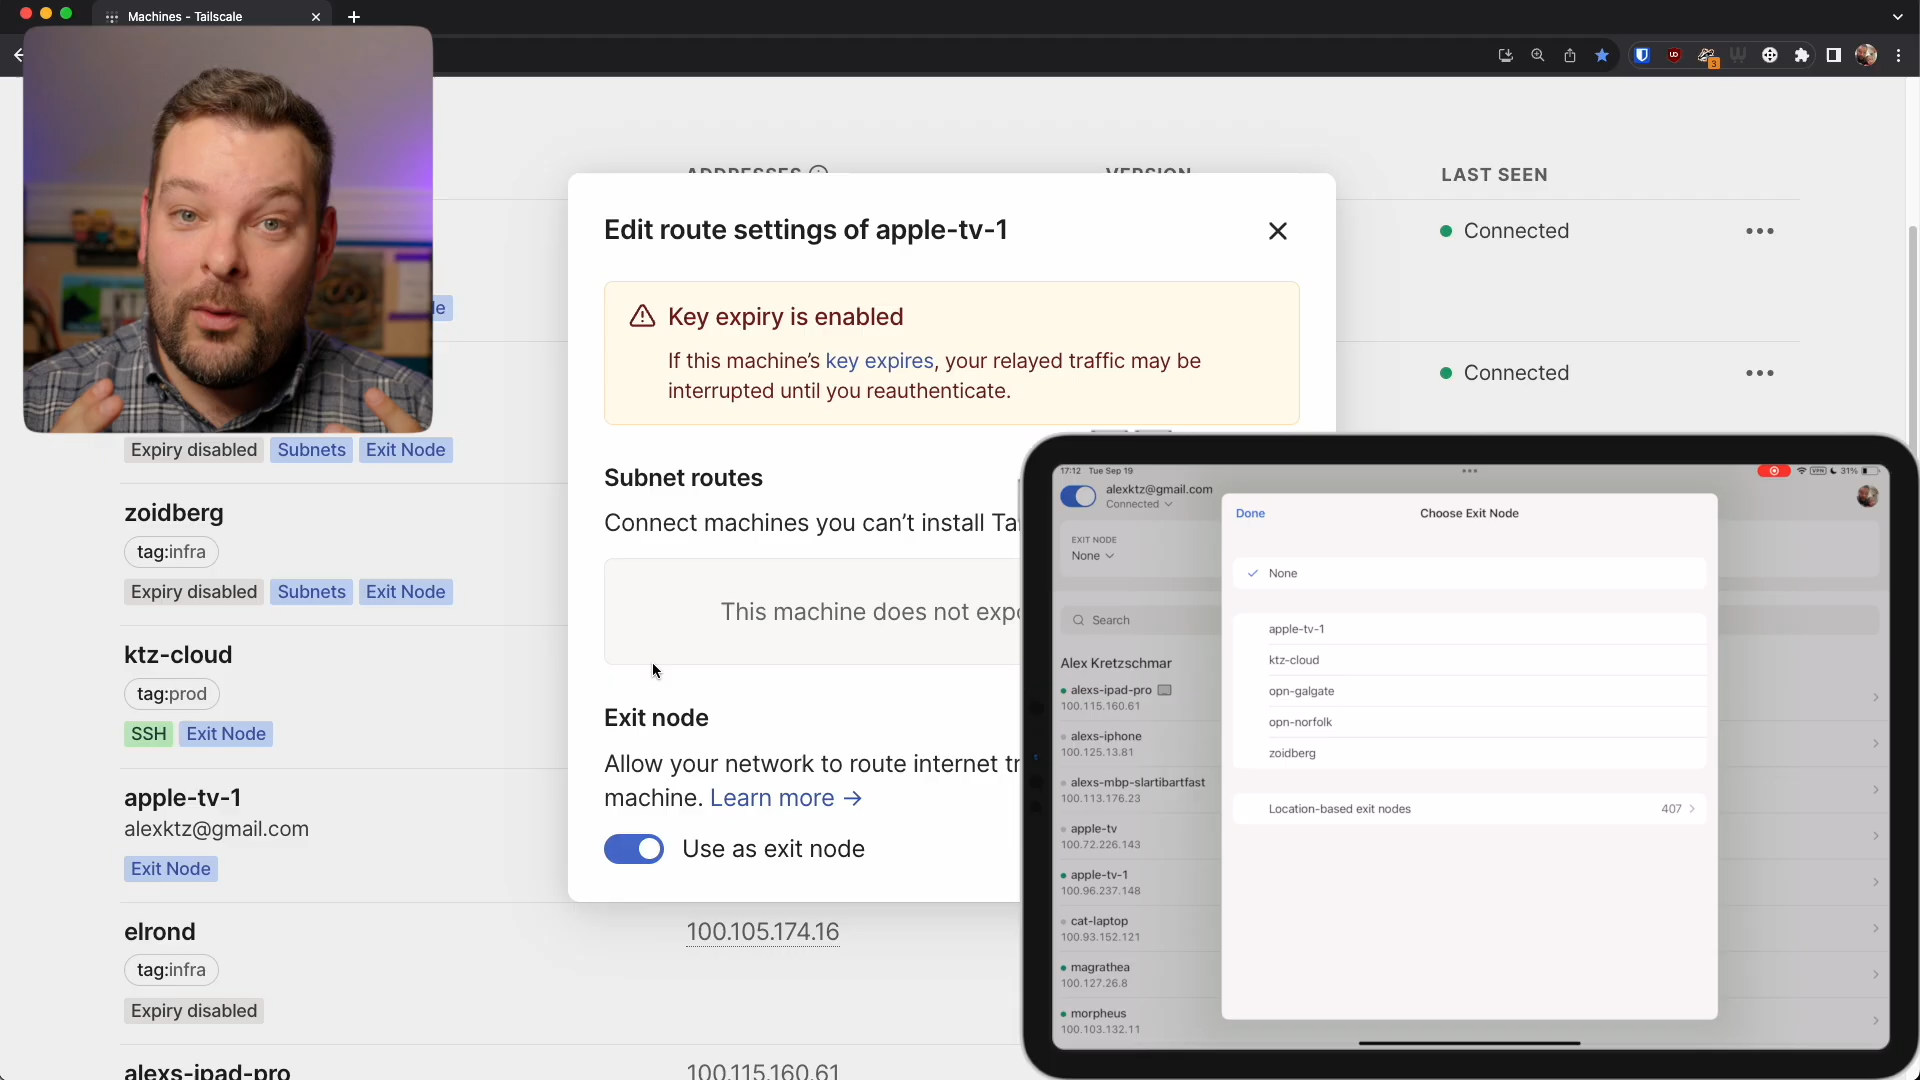 Machines - Tailscale
3
LAST SEEN
Connected
Connected
Expiry disabled Subnets Exit Node
zoidberg
tag:infra
Expiry disabled Subnets Exit Node
ktz-cloud
tag:prod
SSH Exit Node
apple-tv-1
alexktz@gmail.com
Exit Node
elrond
tag:infra
Expiry disabled
alexs-ipad-pro
100.105.174.16
100.115.160.61
Edit route settings of apple-tv-1
Key expiry is enabled
If this machine's key expires, your relayed traffic may be
interrupted until you reauthenticate.
Subnet routes
Connect machines you can't install Ta
This machine does not exp
Exit node
Allow your network to route internet tr
machine. Learn more →
Use as exit node
17:12 Tue Sep 19
VPN 31%
alexktz@gmail.com
Connected
EXIT NODE
None
Search
Alex Kretzschmar
alexs-ipad-pro
100.115.160.61
alexs-iphone
100.125.13.81
alexs-mbp-slartibartfast
100.113.176.23
apple-tv
100.72.226.143
apple-tv-1
100.96.237.148
cat-laptop
100.93.152.121
magrathea
100.127.26.8
morpheus
100.103.132.11
Done
Choose Exit Node
None
apple-tv-1
ktz-cloud
opn-galgate
opn-norfolk
zoidberg
Location-based exit nodes 407